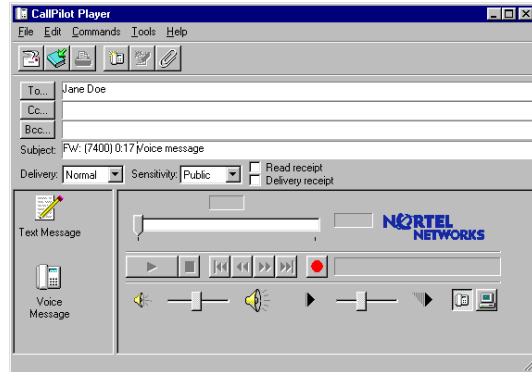 CallPilot Player
File Edit Commands Tools Help
To... Jane Doe
Cc...
Bcc...
Subject: FW: (7400) 0:17 Voice message
Delivery: Normal Sensitivity: Public Read receipt
Delivery receipt
Text Message
NORTEL
NETWORKS
Voice
Message